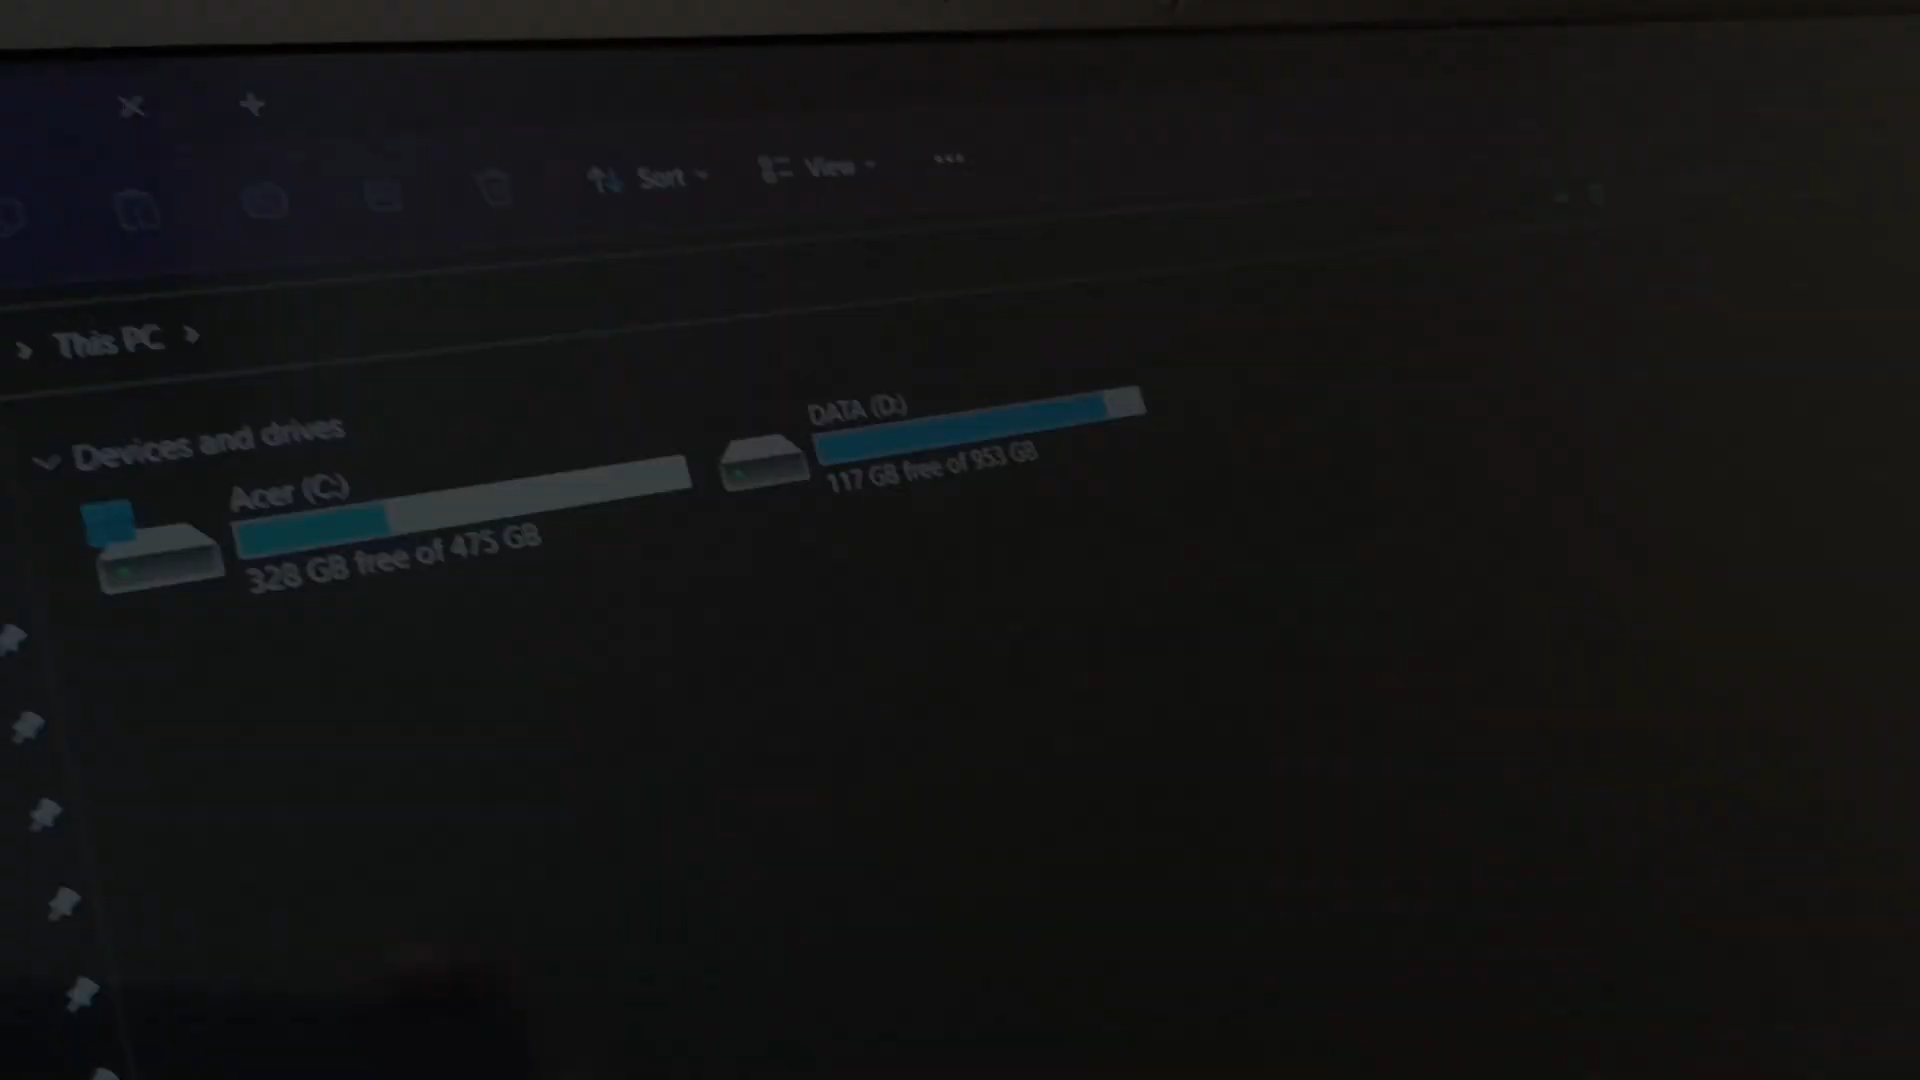 Sort
View
This PC
Devices and drives
Acer (C:)
328 GB free of 475 GB
DATA (D:)
117 GB free of 953 GB